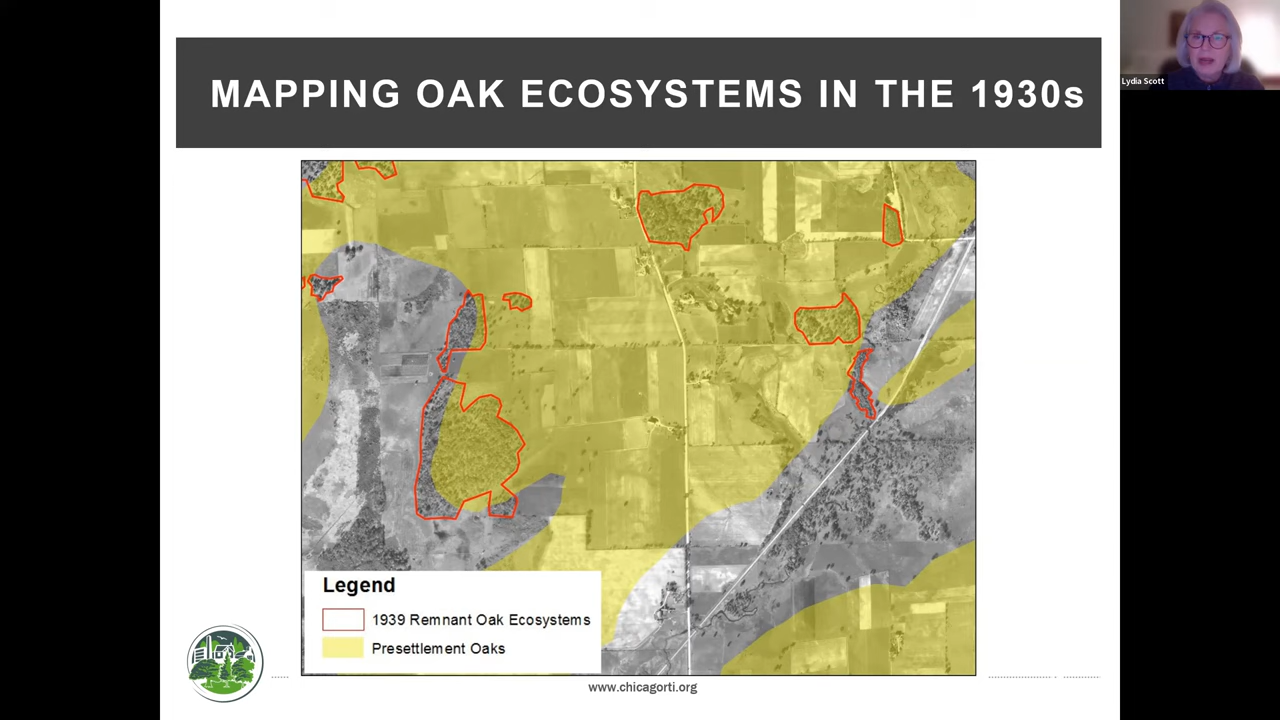 MAPPING OAK ECOSYSTEMS IN THE 1930s
Lydia Scott
Legend
1939 Remnant Oak Ecosystems
Presettlement Oaks
www.chicagorti.org